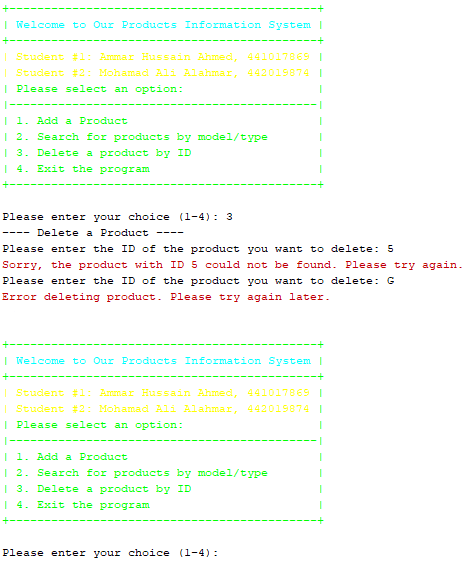 +--------------------------------------------+
| Welcome to Our Products Information System |
+--------------------------------------------+
| Student #1: Ammar Hussain Ahmed, 441017869 |
| Student #2: Mohamed Ali Alahmar, 442019874 |
| Please select an option: |
|--------------------------------------------|
| 1. Add a Product |
| 2. Search for products by model/type |
| 3. Delete a product by ID |
| 4. Exit the program |
+--------------------------------------------+
Please enter your choice (1-4): 3
---- Delete a Product ----
Please enter the ID of the product you want to delete: 5
Sorry, the product with ID 5 could not be found. Please try again.
Please enter the ID of the product you want to delete: G
Error deleting product. Please try again later.
+--------------------------------------------+
| Welcome to Our Products Information System |
+--------------------------------------------+
| Student #1: Ammar Hussain Ahmed, 441017869 |
| Student #2: Mohamed Ali Alahmar, 442019874 |
| Please select an option: |
|--------------------------------------------|
| 1. Add a Product |
| 2. Search for products by model/type |
| 3. Delete a product by ID |
| 4. Exit the program |
+--------------------------------------------+
Please enter your choice (1-4):